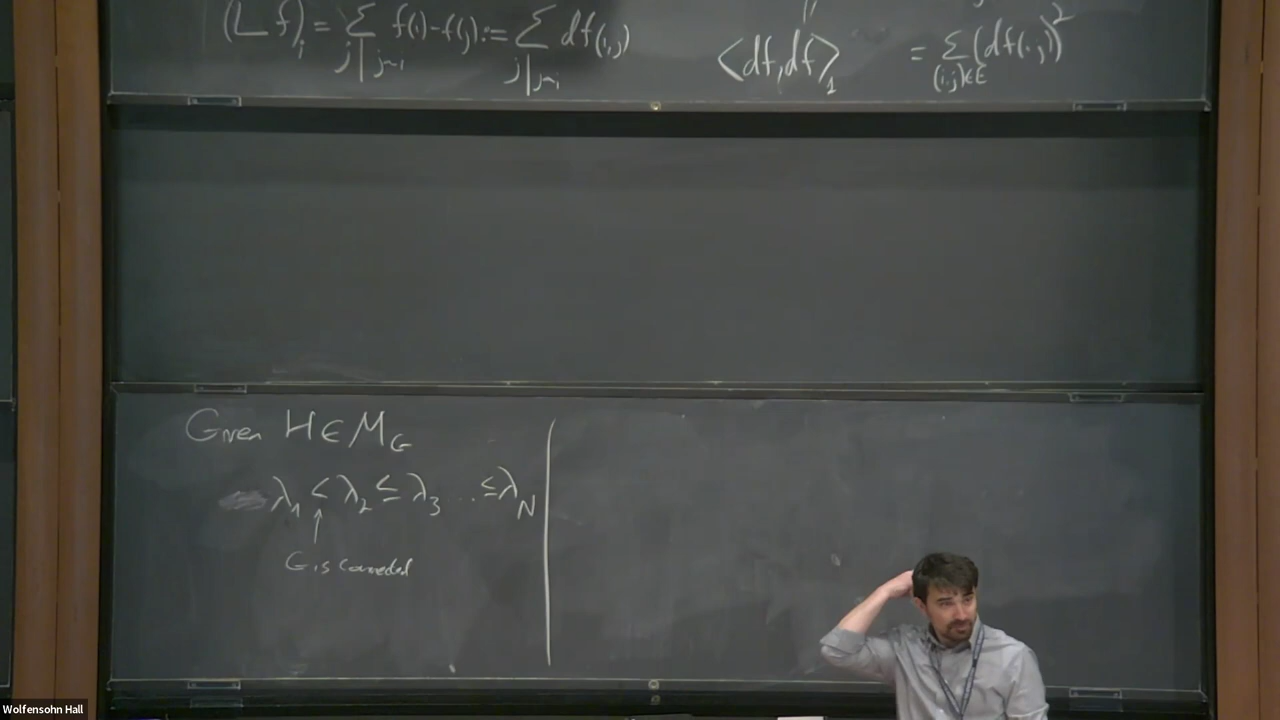 (Lf)_i = Σ_{j|j~i} f(i)-f(j) := Σ_{j|j~i} df(i,j)
<df,df>_1 = Σ_{(i,j)∈E} (df(i,j))^2
Given H∈M_G
λ_1 < λ_2 ≤ λ_3 ... ≤ λ_N
↑
G is connected
Wolfensohn Hall